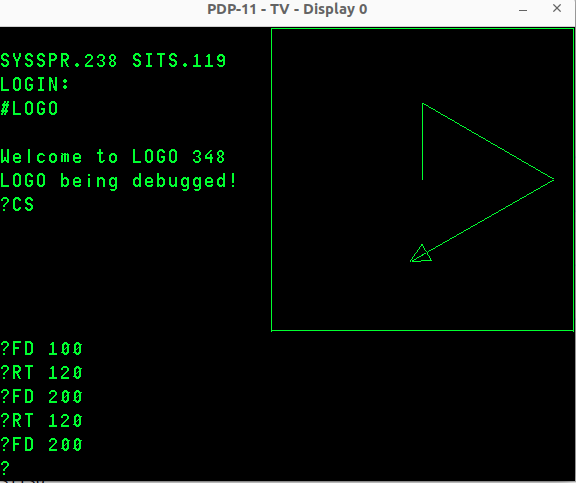 PDP-11 - TV - Display 0
SYSSPR.238 SITS.119
LOGIN:
#LOGO
Welcome to LOGO 348
LOGO being debugged!
?CS
?FD 100
?RT 120
?FD 200
?RT 120
?FD 200
?